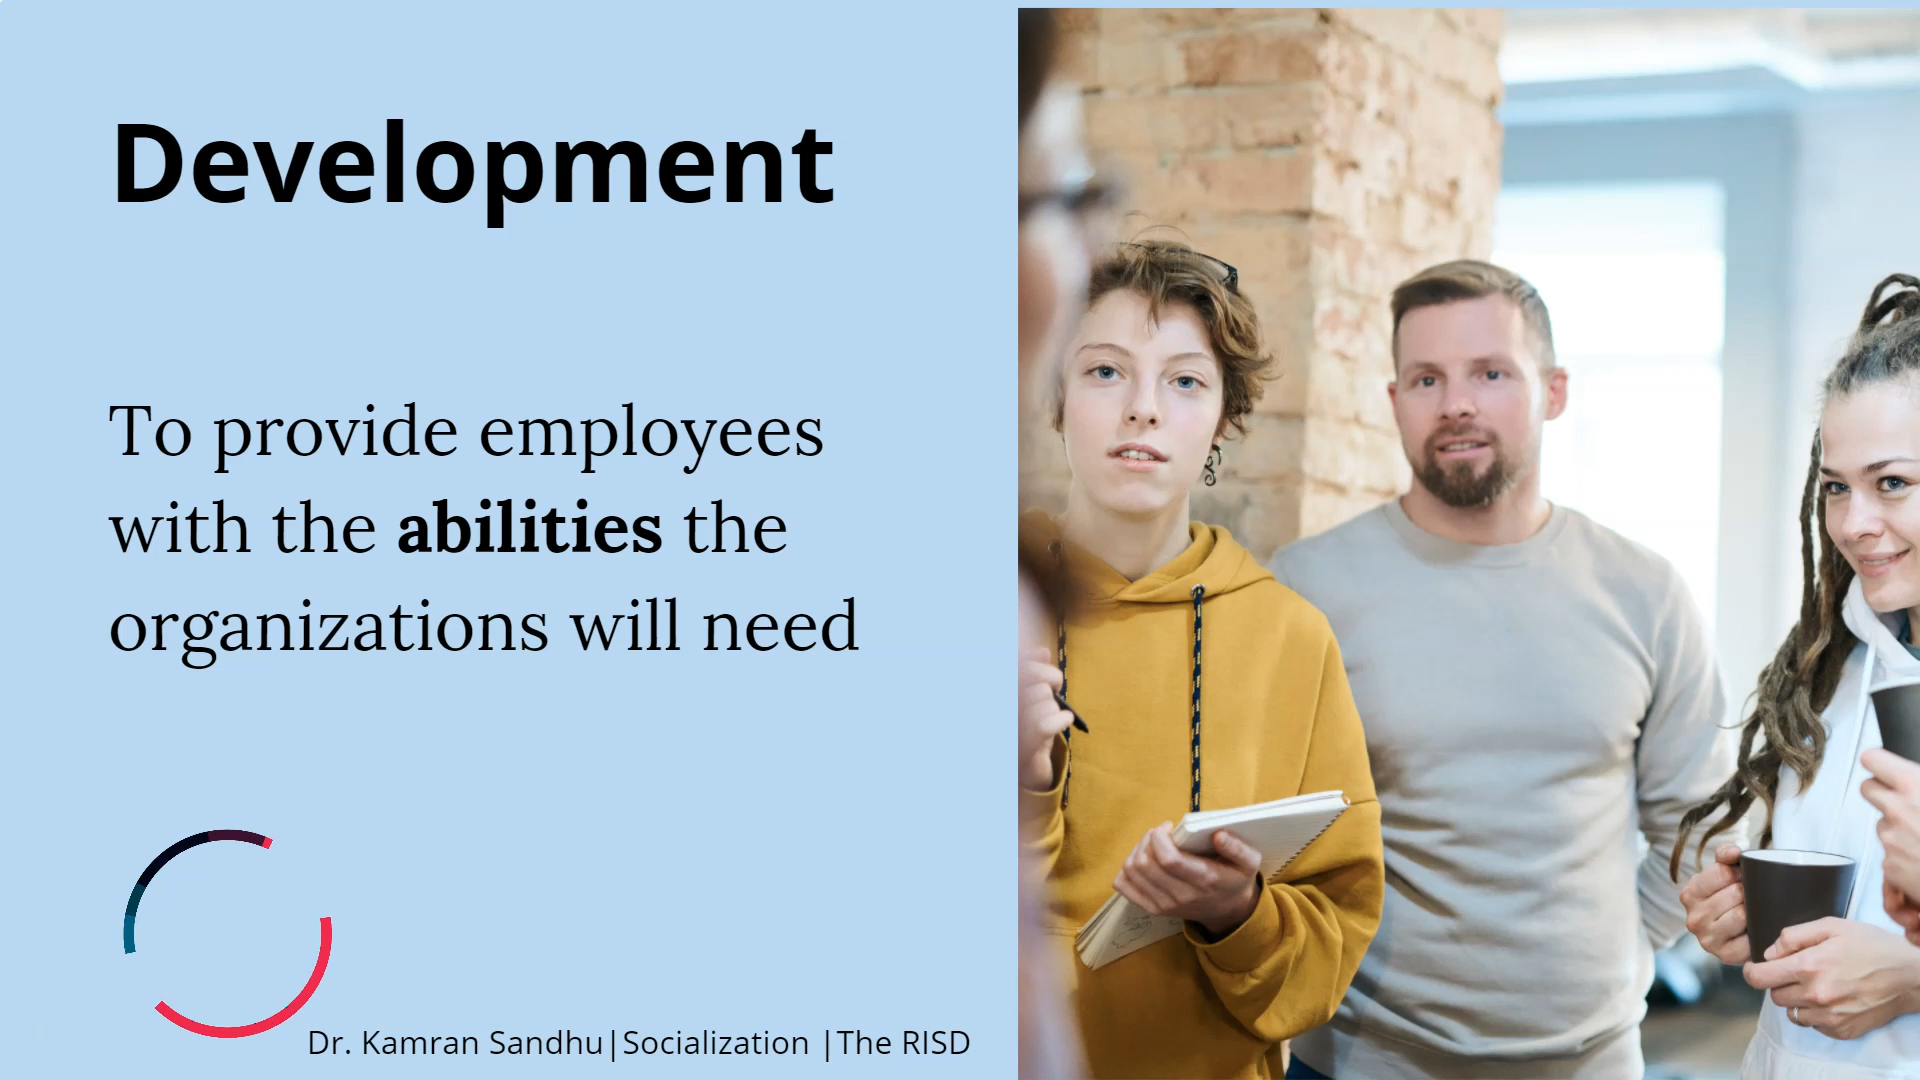 Development
To provide employees
with the abilities the
organizations will need
Dr. Kamran Sandhu|Socialization |The RISD